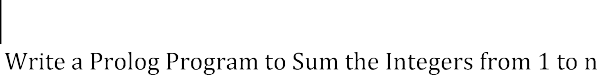 Write a Prolog Program to Sum the Integers from 1 to n